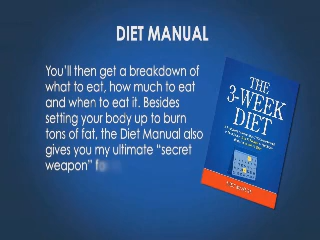 DIET MANUAL
You'll then get a breakdown of
what to eat, how much to eat
and when to eat it. Besides
setting your body up to burn
tons of fat, the Diet Manual also
gives you my ultimate “secret
weapon” f
THE
3-WEEK
DIET